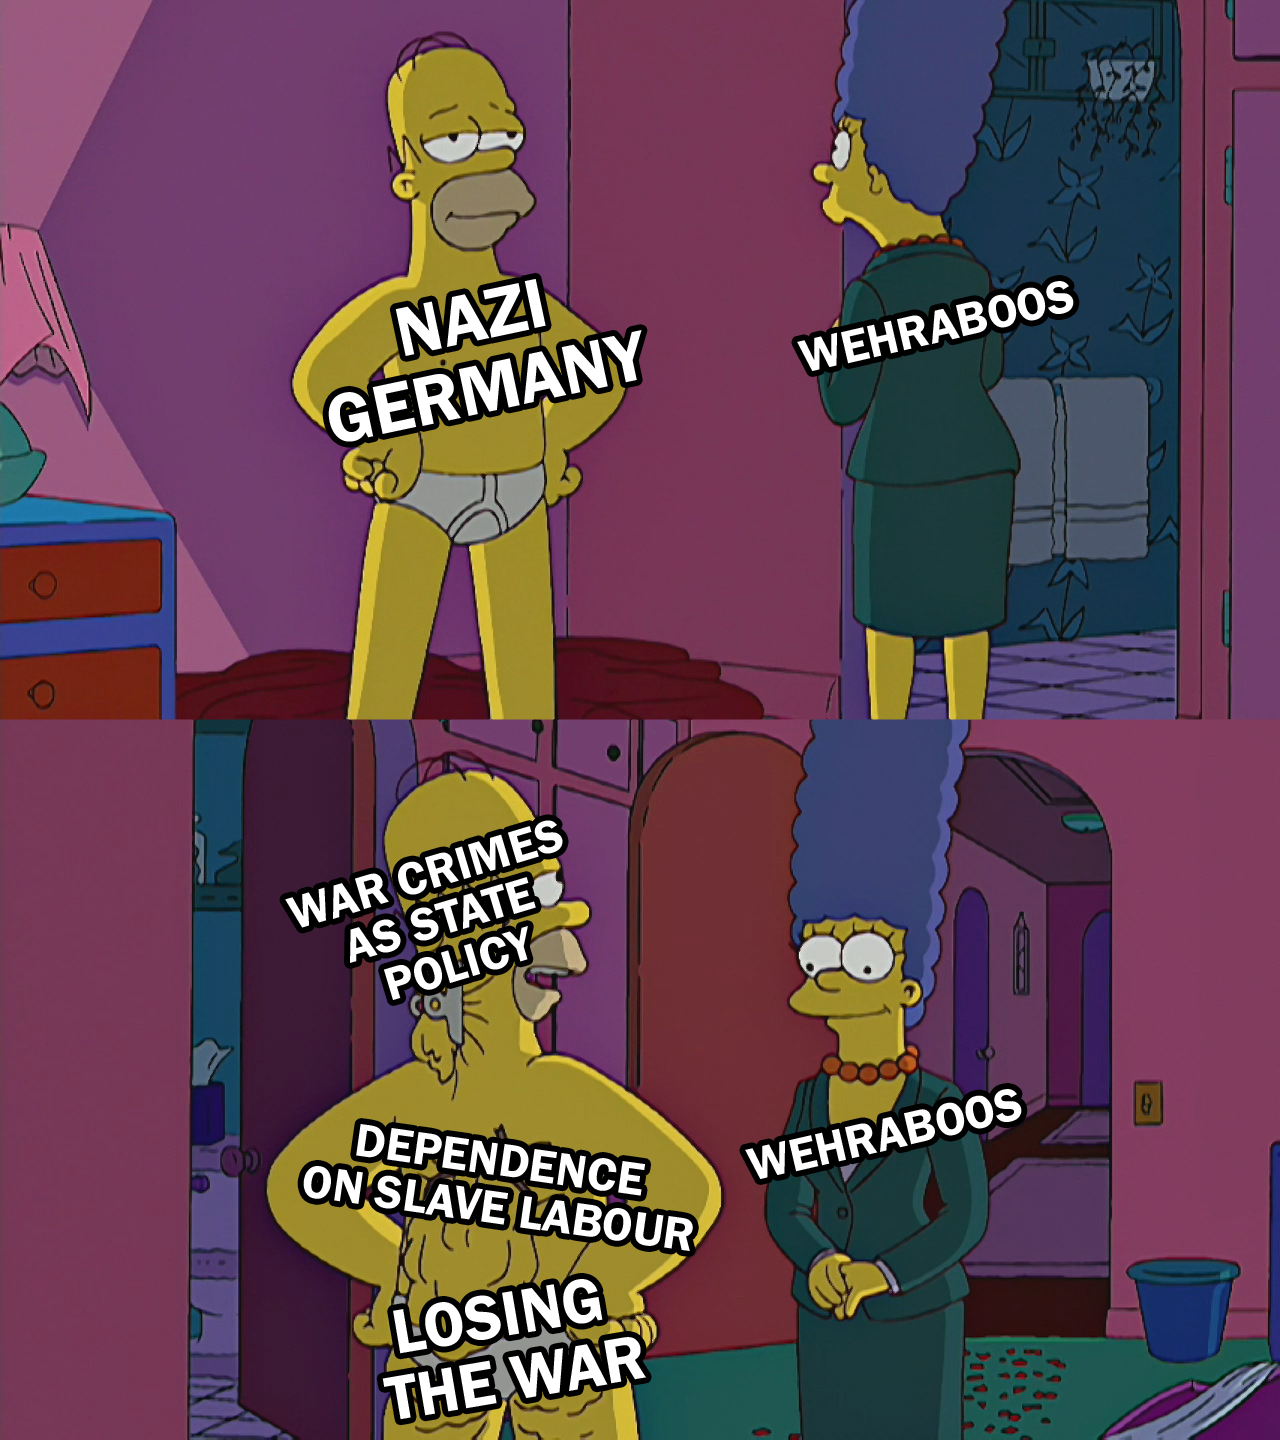 NAZI
GERMANY
WEHRABOOS
WAR CRIMES
AS STATE
POLICY
DEPENDENCE
ON SLAVE LABOUR
WEHRABOOS
LOSING
THE WAR